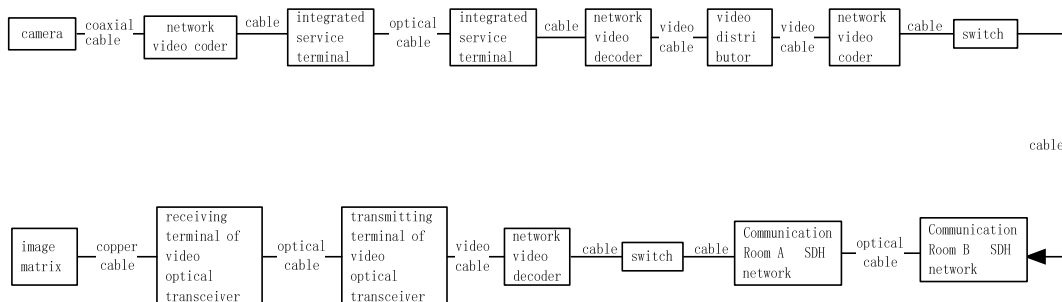 camera
coaxial
cable
network
video coder
cable
integrated
service
terminal
optical
cable
integrated
service
terminal
cable
network
video
decoder
video
cable
video
distri
butor
video
cable
network
video
coder
cable
switch
cable
image
matrix
copper
cable
receiving
terminal of
video
optical
transceiver
optical
cable
transmitting
terminal of
video
optical
transceiver
video
cable
network
video
decoder
cable
switch
cable
Communication
Room A SDH
network
optical
cable
Communication
Room B SDH
network